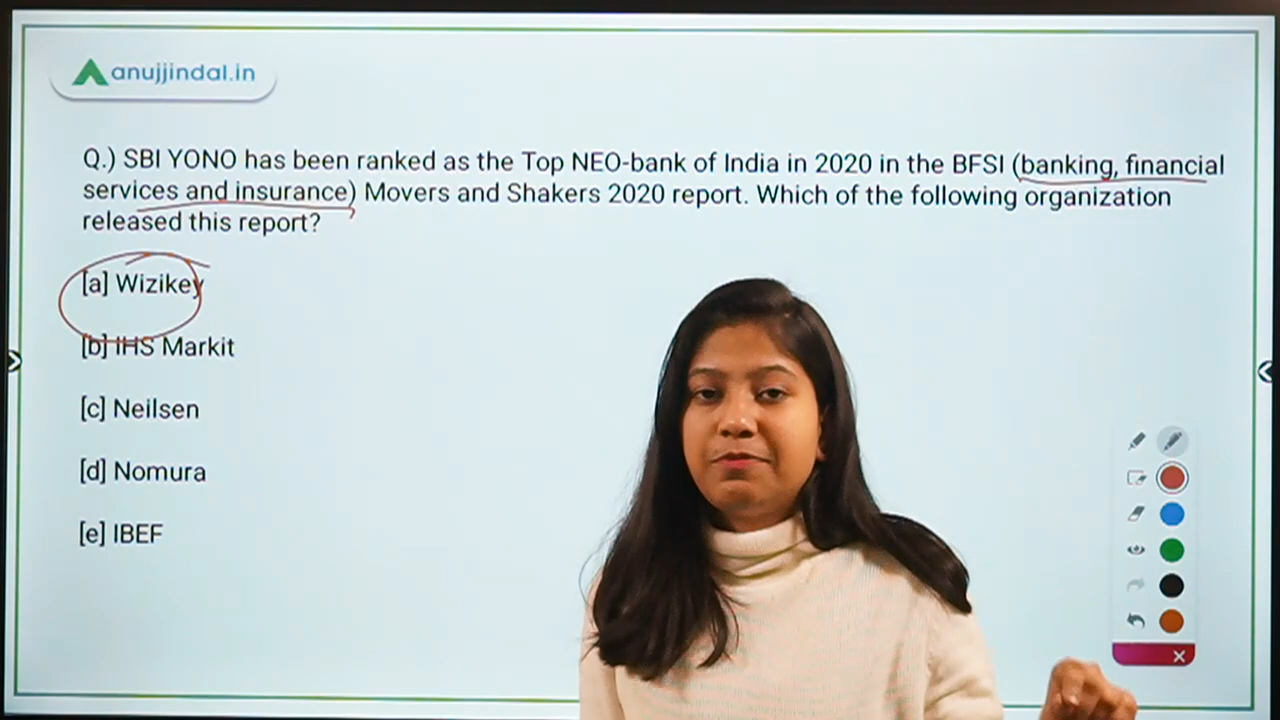 anujjindal.in
Q.) SBI YONO has been ranked as the Top NEO-bank of India in 2020 in the BFSI (banking, financial
services and insurance) Movers and Shakers 2020 report. Which of the following organization
released this report?
[a] Wizikey
[b] IHS Markit
[c] Neilsen
[d] Nomura
[e] IBEF